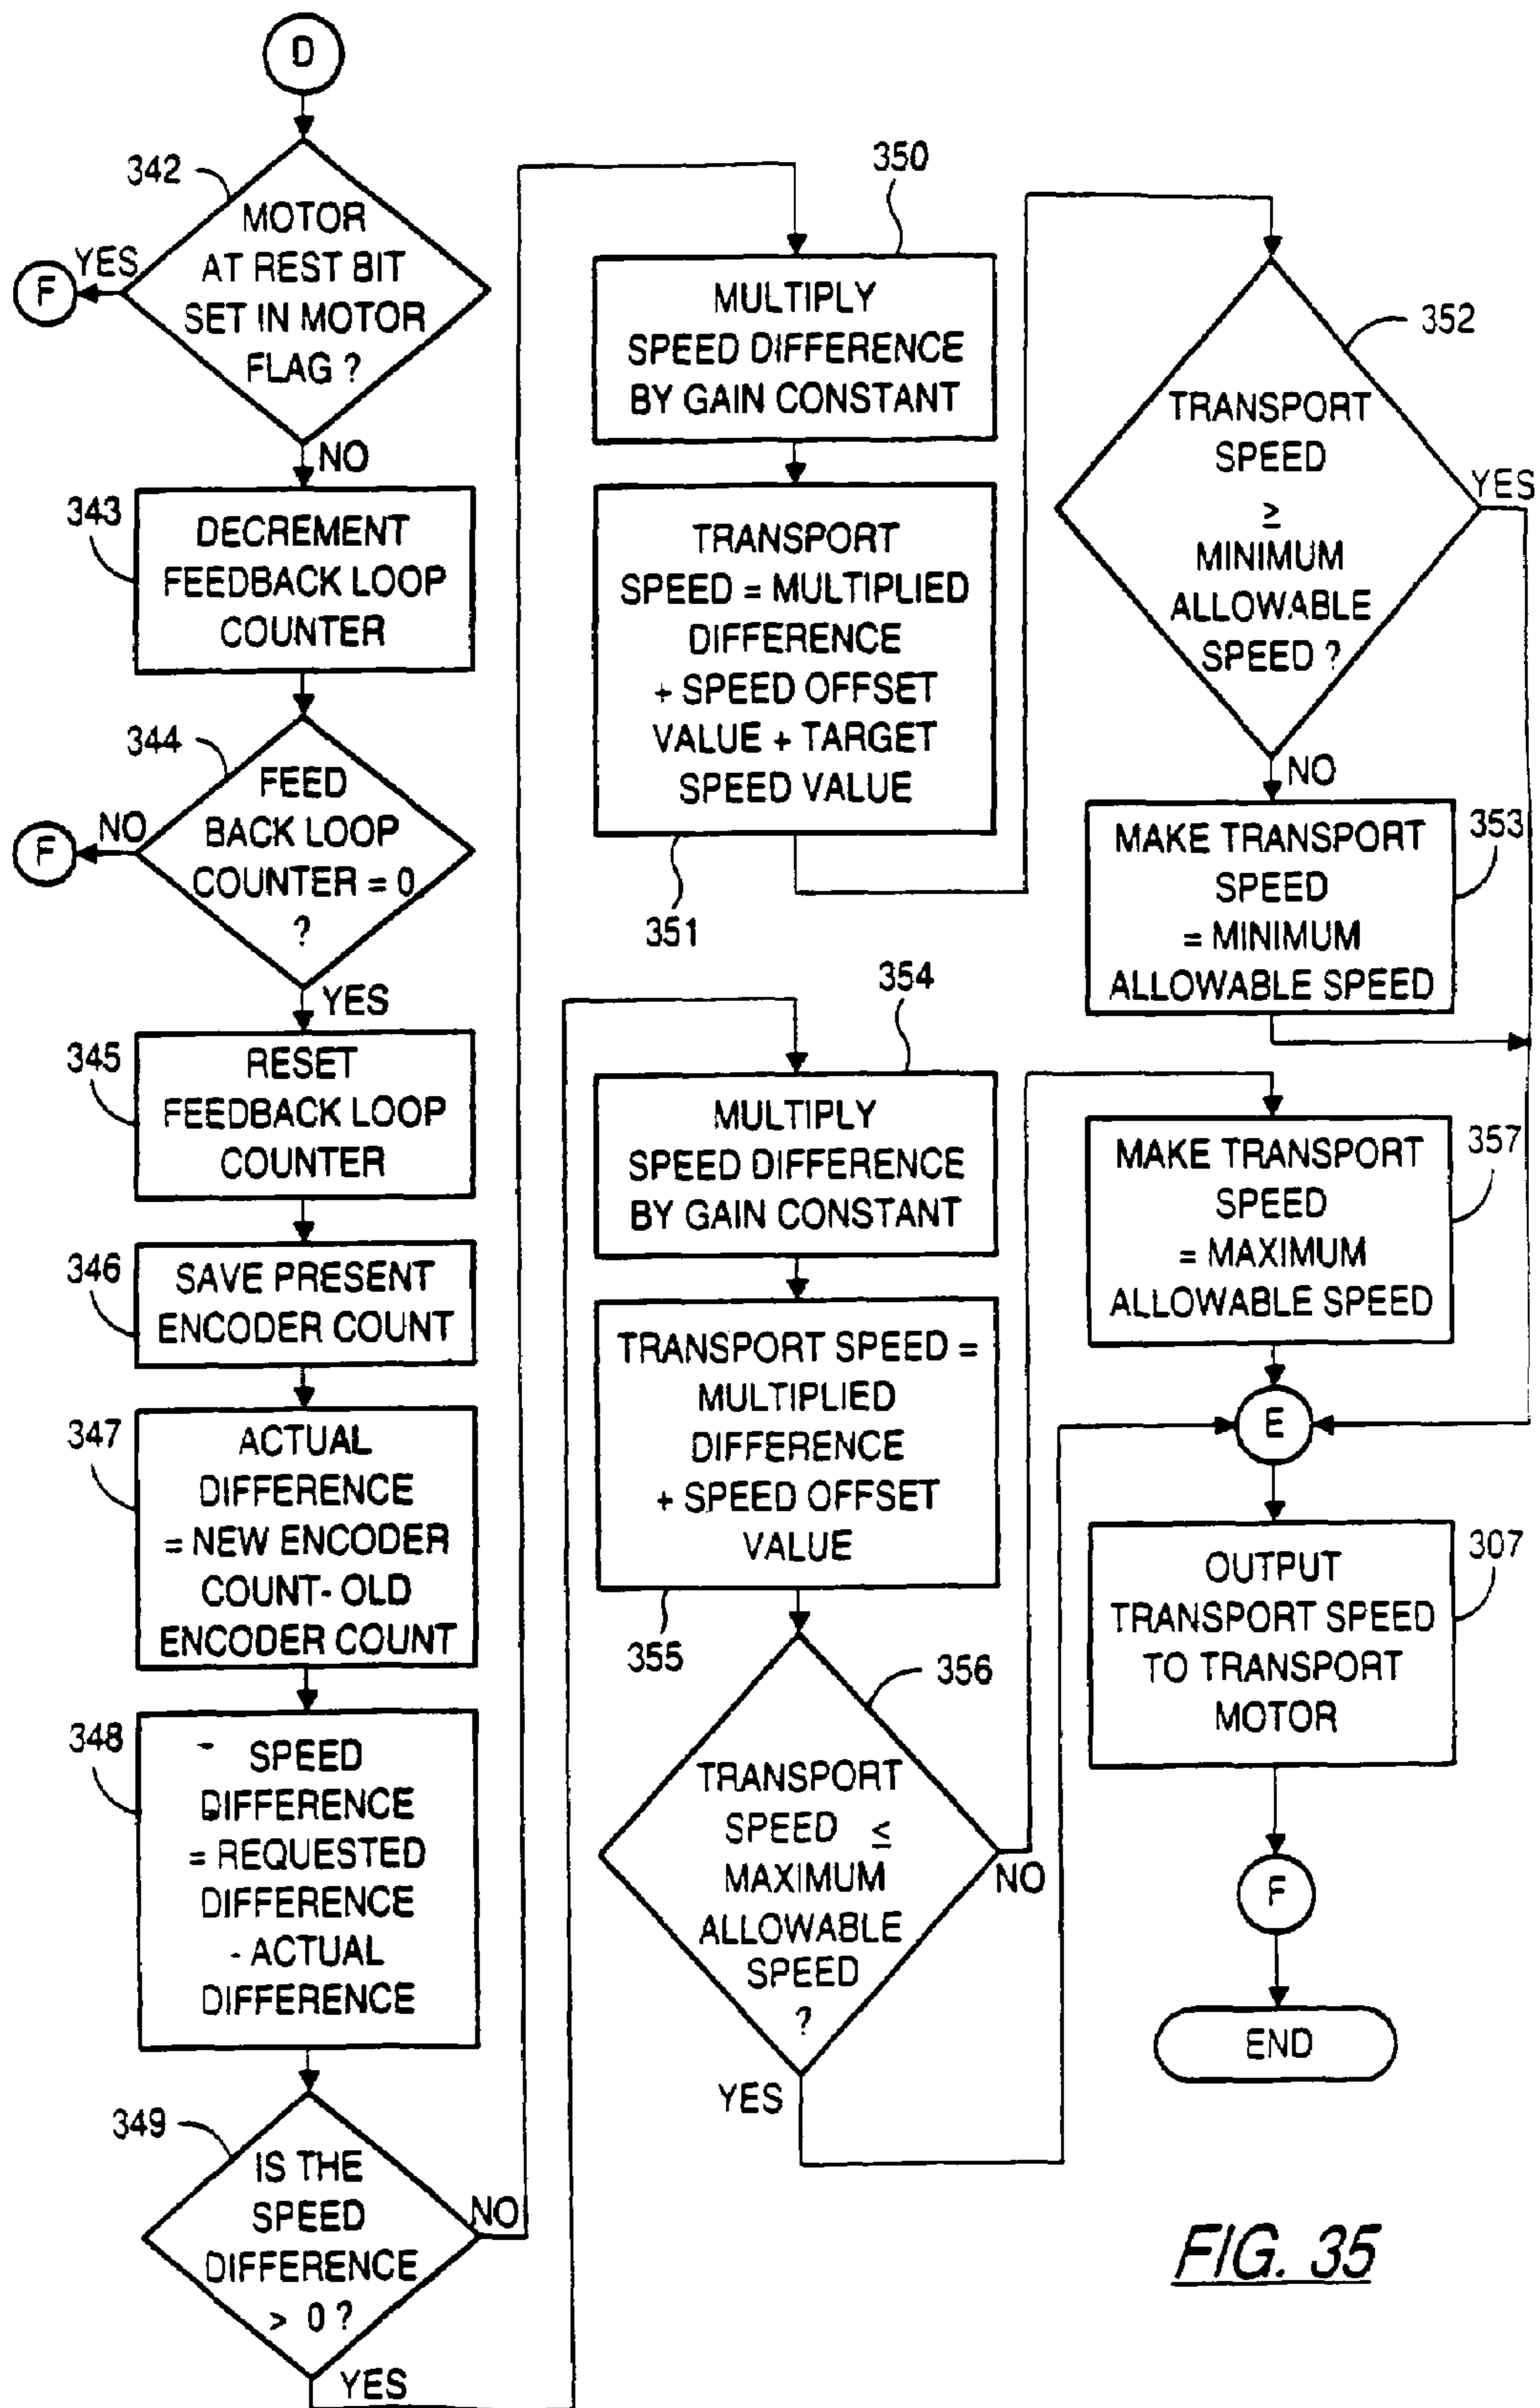 D
342
MOTOR
AT REST BIT
SET IN MOTOR
FLAG ?
YES
F
NO
343
DECREMENT
FEEDBACK LOOP
COUNTER
344
FEED
BACK LOOP
COUNTER = 0
?
NO
F
YES
345
RESET
FEEDBACK LOOP
COUNTER
346
SAVE PRESENT
ENCODER COUNT
347
ACTUAL
DIFFERENCE
= NEW ENCODER
COUNT- OLD
ENCODER COUNT
348
SPEED
DIFFERENCE
= REQUESTED
DIFFERENCE
- ACTUAL
DIFFERENCE
349
IS THE
SPEED
DIFFERENCE
> 0 ?
NO
YES
350
MULTIPLY
SPEED DIFFERENCE
BY GAIN CONSTANT
TRANSPORT
SPEED = MULTIPLIED
DIFFERENCE
+ SPEED OFFSET
VALUE + TARGET
SPEED VALUE
351
354
MULTIPLY
SPEED DIFFERENCE
BY GAIN CONSTANT
TRANSPORT SPEED =
MULTIPLIED
DIFFERENCE
+ SPEED OFFSET
VALUE
355
356
TRANSPORT
SPEED ≤
MAXIMUM
ALLOWABLE
SPEED
?
NO
YES
352
TRANSPORT
SPEED
≥
MINIMUM
ALLOWABLE
SPEED ?
YES
NO
353
MAKE TRANSPORT
SPEED
= MINIMUM
ALLOWABLE SPEED
357
MAKE TRANSPORT
SPEED
= MAXIMUM
ALLOWABLE SPEED
E
307
OUTPUT
TRANSPORT SPEED
TO TRANSPORT
MOTOR
F
END
FIG. 35